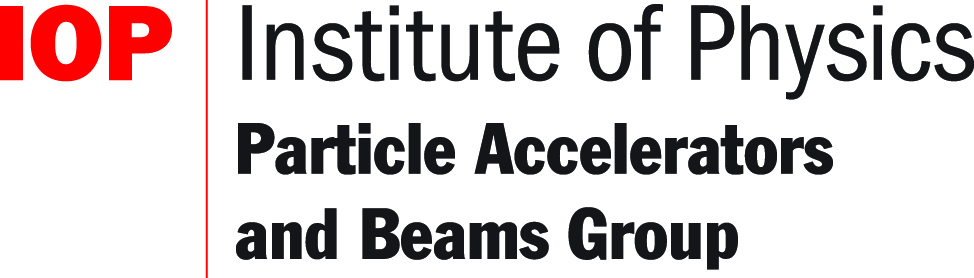 IOP Institute of Physics
Particle Accelerators
and Beams Group